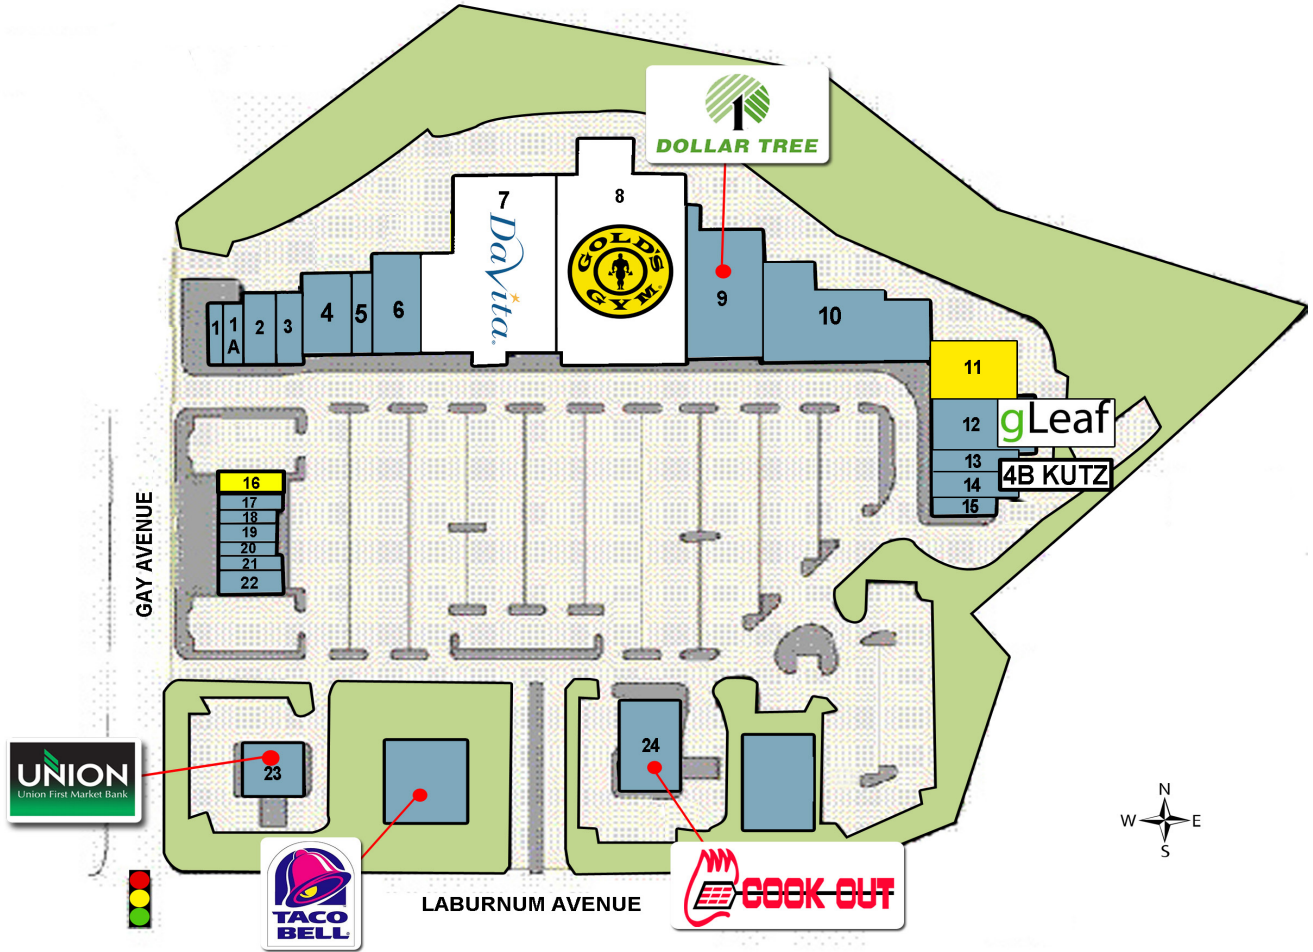 1
DOLLAR TREE
7
DaVita.
8
GOLD'S
GYM.
9
10
1
1
A
2
3
4
5
6
11
12
gLeaf
13
4B KUTZ
14
15
16
17
18
19
20
21
22
GAY AVENUE
UNION
Union First Market Bank
23
24
TACO
BELL
COOK OUT
LABURNUM AVENUE
N
W
E
S